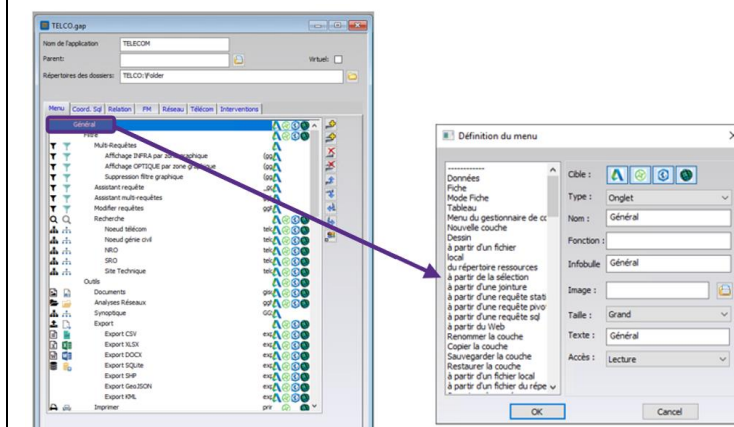 TELCO.gap
Nom de l'application
TELECOM
Parent:
Virtuel:
Répertoires des dossiers:
TELCO:\Folder
Menu Coord. Sql Relation FM Réseau Télécom Interventions
Général
Filtre
Multi-Requêtes
Affichage INFRA par zone graphique
Affichage OPTIQUE par zone graphique
Suppression filtre graphique
Assistant requête
Assistant multi-requêtes
Modifier requêtes
Recherche
Noeud télécom
Noeud génie civil
NRO
SRO
Site Technique
Outils
Documents
Analyses Réseaux
Synoptique
Export
Export CSV
Export XLSX
Export DOCX
Export SQLite
Export SHP
Export GeoJSON
Export KML
Imprimer
Définition du menu
------------
Données
Fiche
Mode Fiche
Tableau
Menu du gestionnaire de co
Nouvelle couche
Dessin
à partir d'un fichier
local
du répertoire ressources
à partir de la sélection
à partir d'une jointure
à partir d'une requête stati
à partir d'une requête pivo
à partir d'une requête sql
à partir du Web
Renommer la couche
Copier la couche
Sauvegarder la couche
Restaurer la couche
à partir d'un fichier local
à partir d'un fichier du répe
Cible :
Type : Onglet
Nom : Général
Fonction :
Infobulle Général
Image :
Taille : Grand
Texte : Général
Accès : Lecture
OK
Cancel